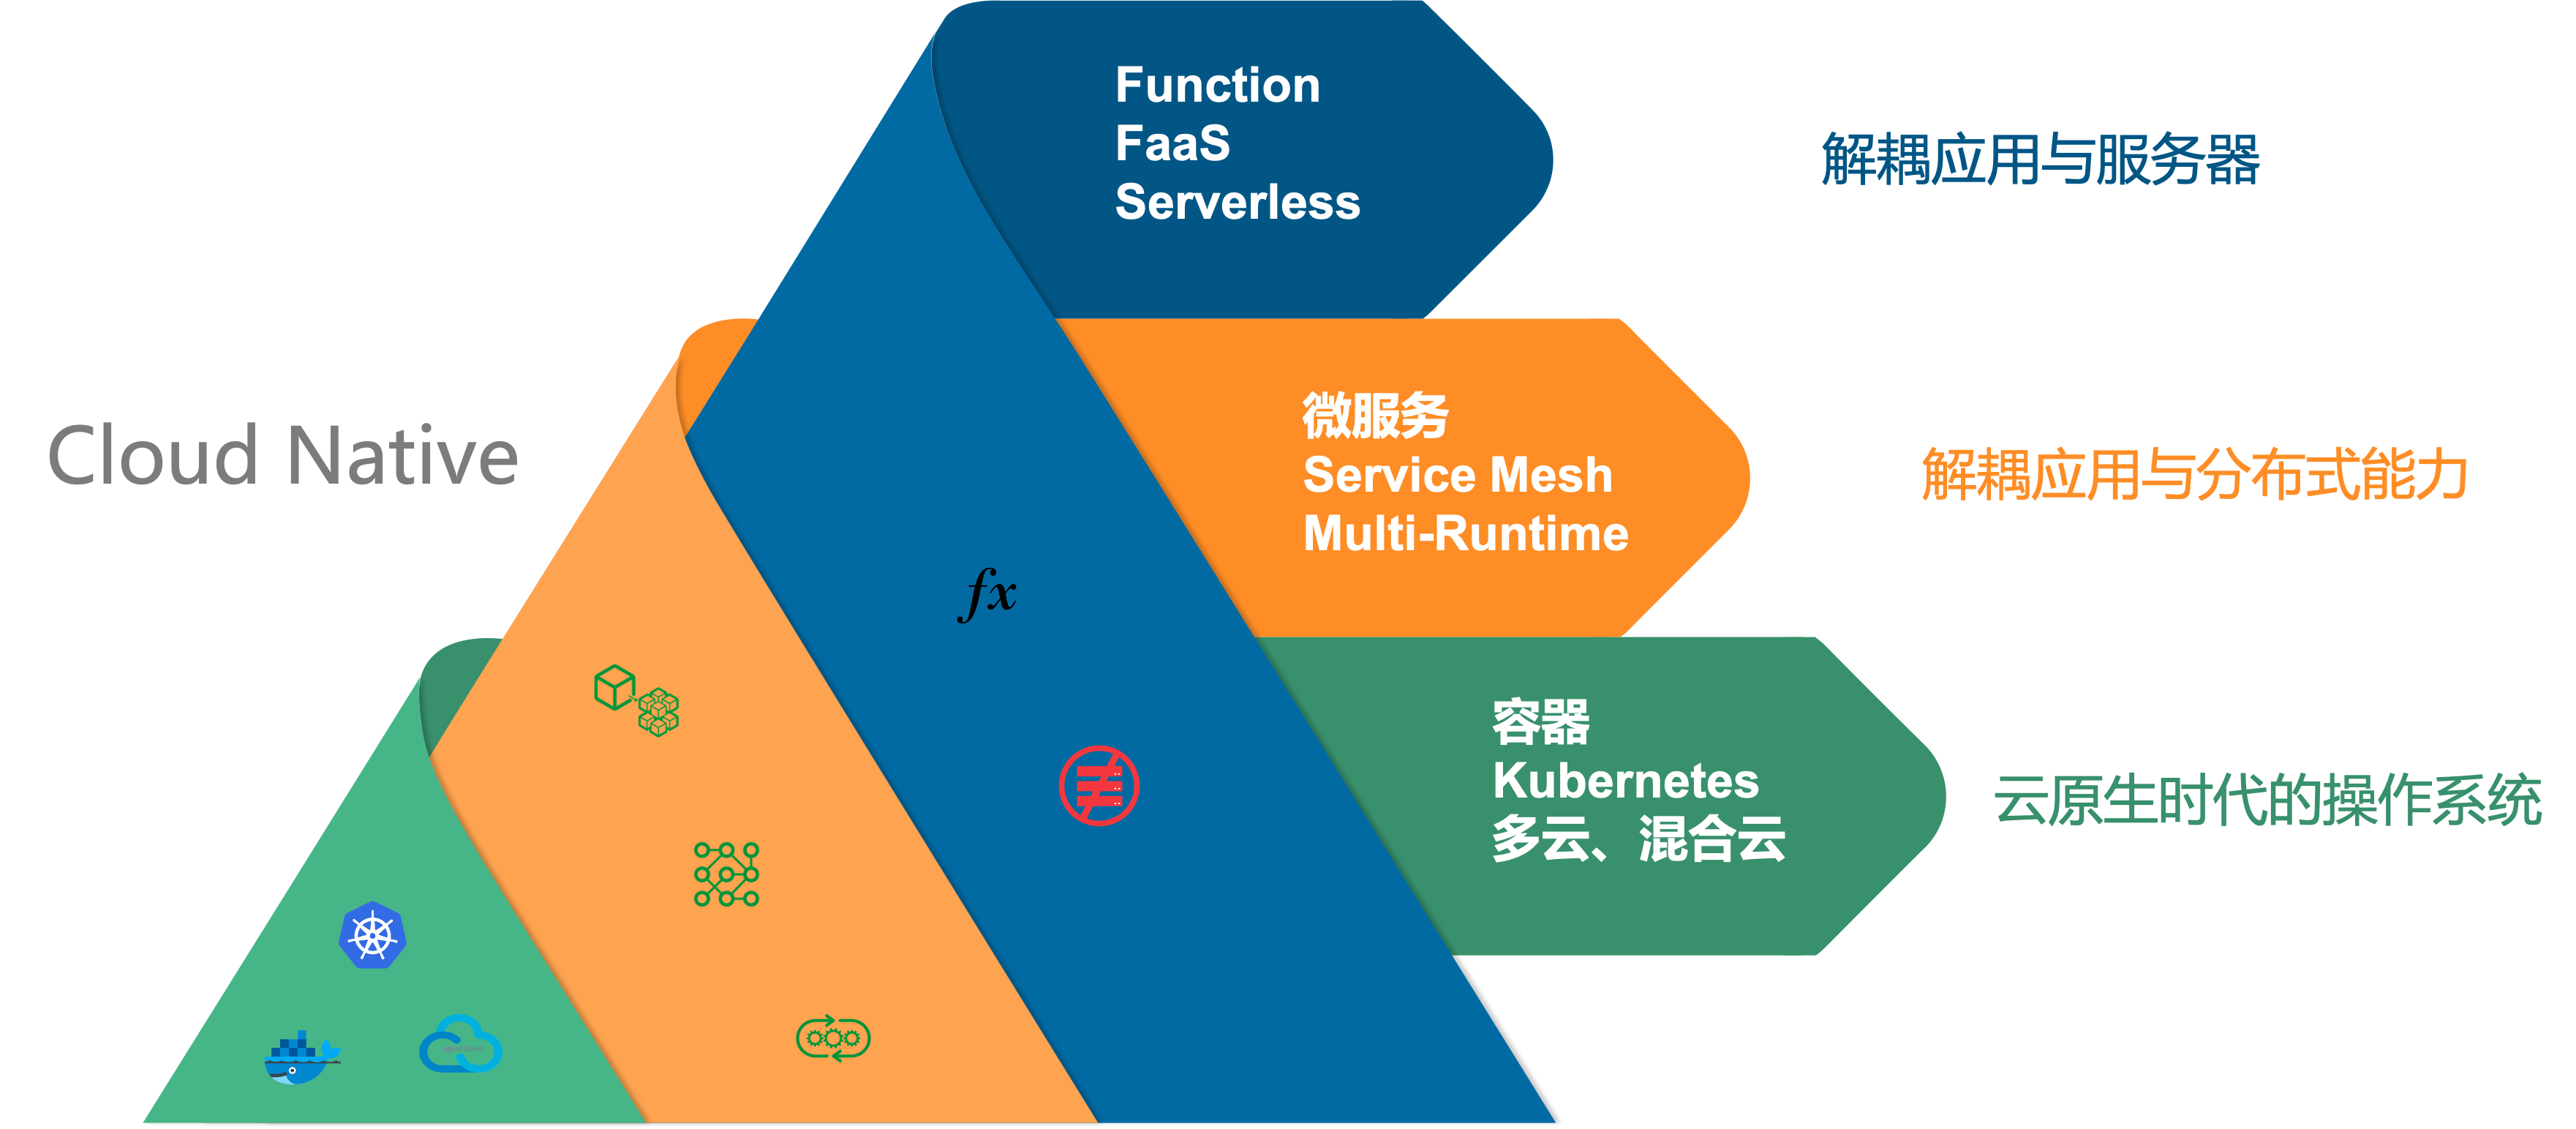 Function
FaaS
Serverless
解耦应用与服务器
Cloud Native
微服务
Service Mesh
Multi-Runtime
解耦应用与分布式能力
fx
容器
Kubernetes
多云、混合云
云原生时代的操作系统